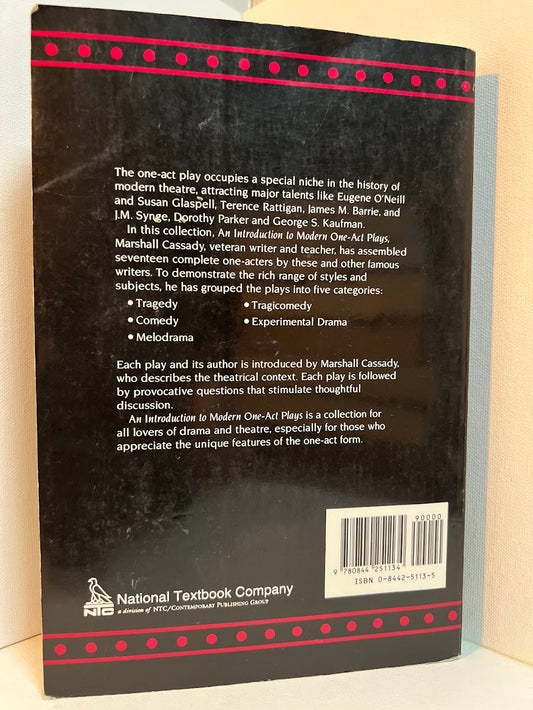 The one-act play occupies a special niche in the history of
modern theatre, attracting major talents like Eugene O'Neill
and Susan Glaspell, Terence Rattigan, James M. Barrie, and
J.M. Synge, Dorothy Parker and George S. Kaufman.
In this collection, An Introduction to Modern One-Act Plays,
Marshall Cassady, veteran writer and teacher, has assembled
seventeen complete one-acters by these and other famous
writers. To demonstrate the rich range of styles and
subjects, he has grouped the plays into five categories:
• Tragedy • Tragicomedy
• Comedy • Experimental Drama
• Melodrama
Each play and its author is introduced by Marshall Cassady,
who describes the theatrical context. Each play is followed
by provocative questions that stimulate thoughtful
discussion.
An Introduction to Modern One-Act Plays is a collection for
all lovers of drama and theatre, especially for those who
appreciate the unique features of the one-act form.
90000
9 780844 251134
ISBN 0-8442-5113-5
NTC National Textbook Company
a division of NTC/Contemporary Publishing Group